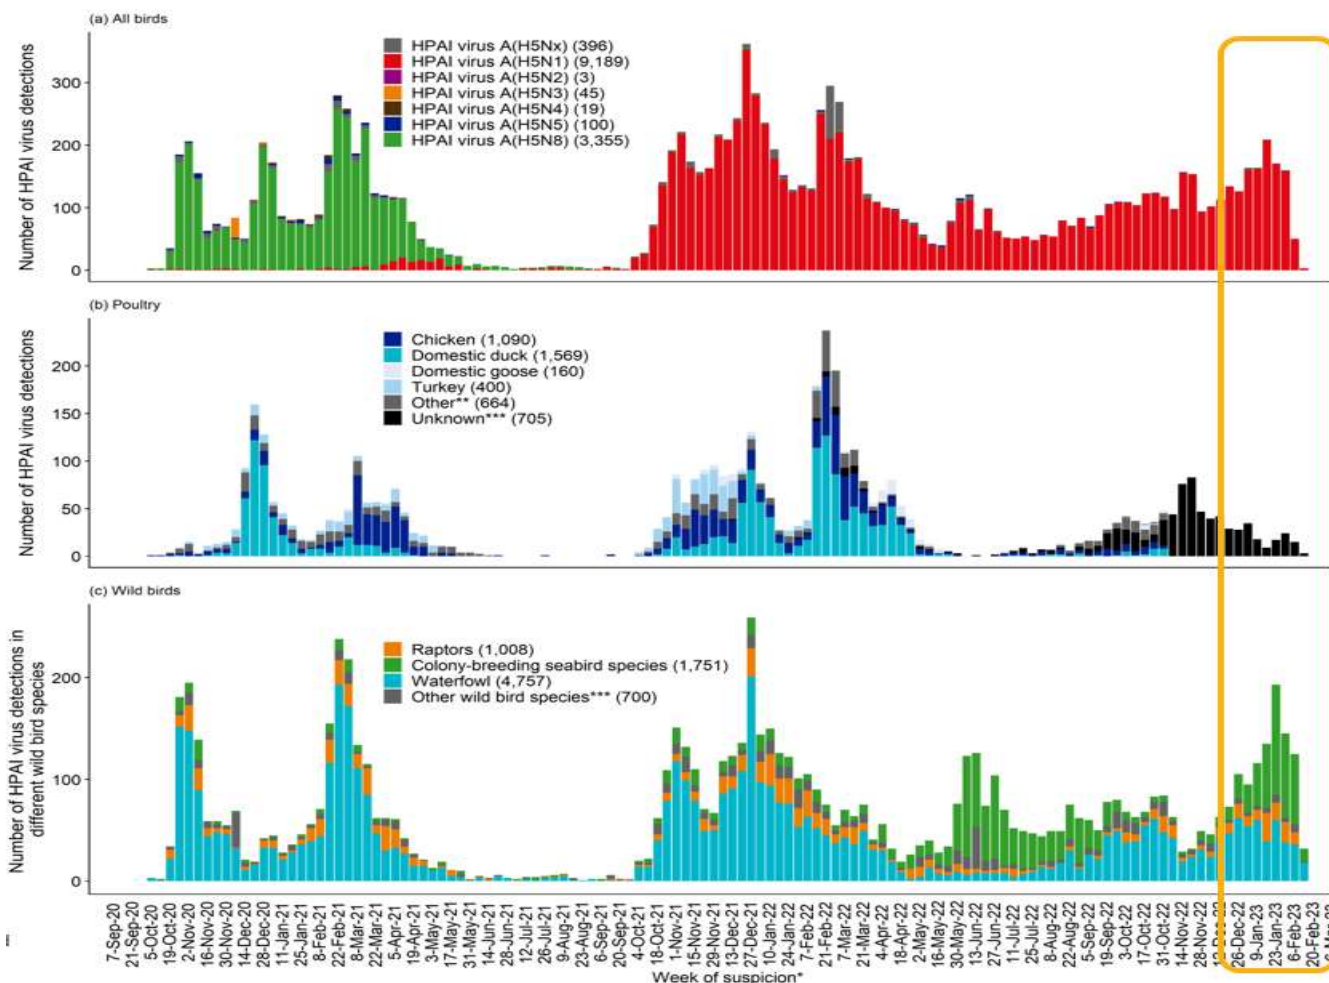 (a) All birds
Number of HPAI virus detections
300
200
100
0
HPAI virus A(H5Nx) (396)
HPAI virus A(H5N1) (9,189)
HPAI virus A(H5N2) (3)
HPAI virus A(H5N3) (45)
HPAI virus A(H5N4) (19)
HPAI virus A(H5N5) (100)
HPAI virus A(H5N8) (3,355)
(b) Poultry
Number of HPAI virus detections
200
150
100
50
0
Chicken (1,090)
Domestic duck (1,569)
Domestic goose (160)
Turkey (400)
Other** (664)
Unknown*** (705)
(c) Wild birds
Number of HPAI virus detections in
different wild bird species
200
100
0
Raptors (1,008)
Colony-breeding seabird species (1,751)
Waterfowl (4,757)
Other wild bird species*** (700)
7-Sep-20
21-Sep-20
5-Oct-20
19-Oct-20
2-Nov-20
16-Nov-20
30-Nov-20
14-Dec-20
28-Dec-20
11-Jan-21
25-Jan-21
8-Feb-21
22-Feb-21
8-Mar-21
22-Mar-21
5-Apr-21
19-Apr-21
3-May-21
17-May-21
31-May-21
14-Jun-21
28-Jun-21
12-Jul-21
26-Jul-21
9-Aug-21
23-Aug-21
6-Sep-21
20-Sep-21
4-Oct-21
18-Oct-21
1-Nov-21
15-Nov-21
29-Nov-21
13-Dec-21
27-Dec-21
10-Jan-22
24-Jan-22
7-Feb-22
21-Feb-22
7-Mar-22
21-Mar-22
4-Apr-22
18-Apr-22
2-May-22
16-May-22
30-May-22
13-Jun-22
27-Jun-22
11-Jul-22
25-Jul-22
8-Aug-22
22-Aug-22
5-Sep-22
19-Sep-22
3-Oct-22
17-Oct-22
31-Oct-22
14-Nov-22
28-Nov-22
12-Dec-22
26-Dec-22
9-Jan-23
23-Jan-23
6-Feb-23
20-Feb-23
Week of suspicion*